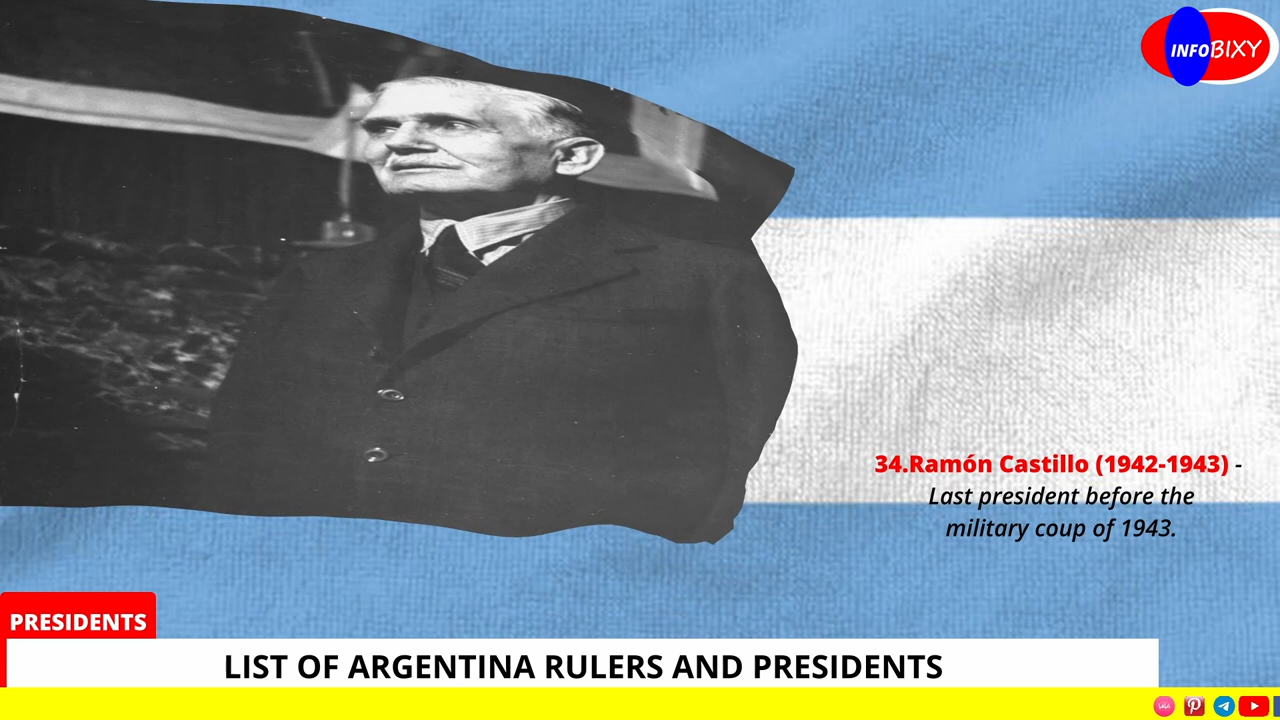 INFOBIXY
34.Ramón Castillo (1942-1943) -
Last president before the
military coup of 1943.
PRESIDENTS
LIST OF ARGENTINA RULERS AND PRESIDENTS